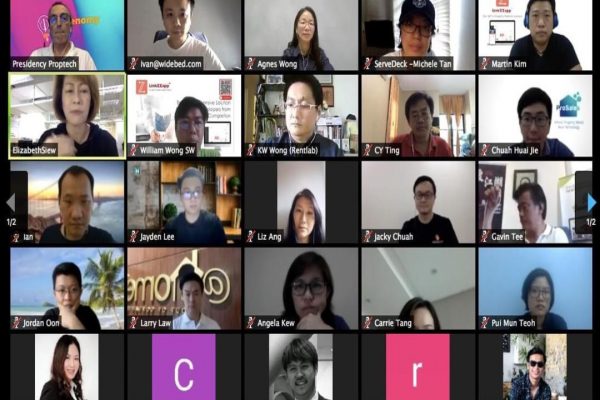 Presidency Proptech
ivan@widebed.com
Agnes Wong
ServeDeck -Michele Tan
Martin Kim
ElizabethSiew
William Wong SW
KW Wong (Rentlab)
CY Ting
Chuah Huai Jie
1/2
1/2
Ian
Jayden Lee
Liz Ang
Jacky Chuah
Gavin Tee
Jordan Oon
Larry Law
Angela Kew
Carrie Tang
Pui Mun Teoh
C
r